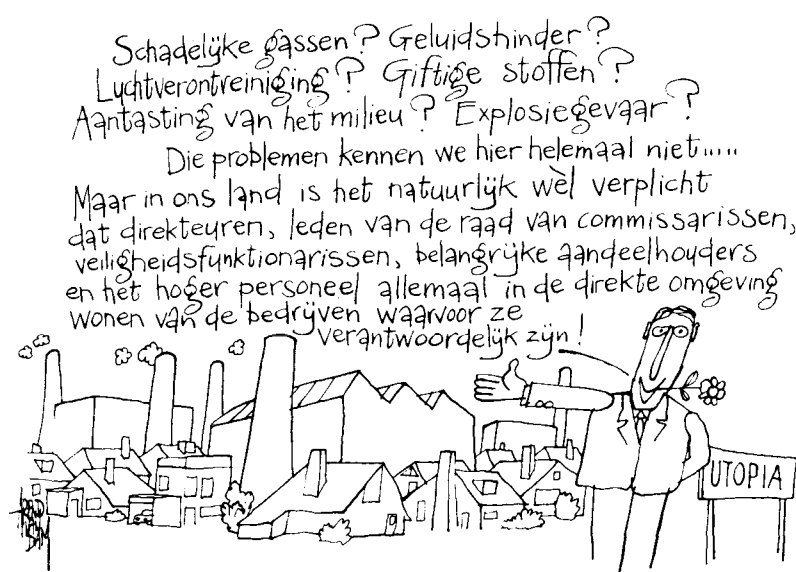 Schadelijke gassen? Geluidshinder?
Luchtverontreiniging? Giftige stoffen?
Aantasting van het milieu? Explosiegevaar?
Die problemen kennen we hier helemaal niet.....
Maar in ons land is het natuurlijk wèl verplicht
dat direkteuren, leden van de raad van commissarissen,
veiligheidsfunktionarissen, belangrijke aandeelhouders
en het hoger personeel allemaal in de direkte omgeving
wonen van de bedrijven waarvoor ze
verantwoordelijk zijn!
UTOPIA